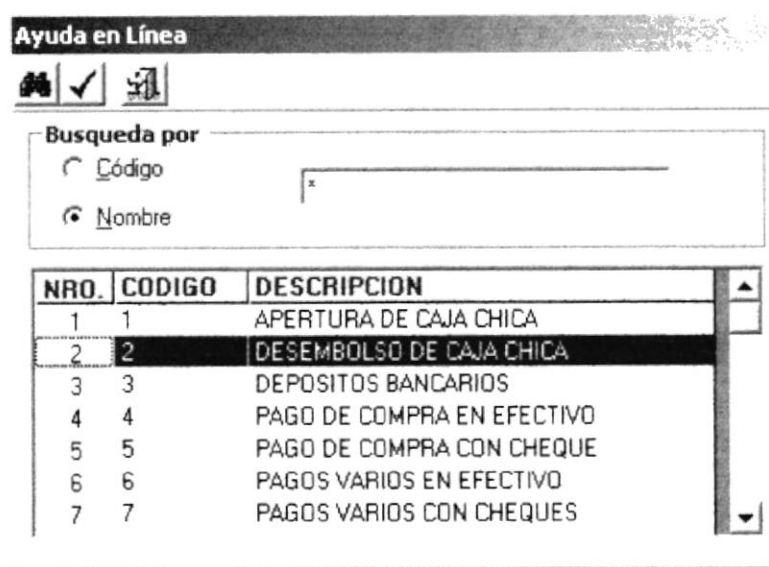 Ayuda en Línea
Busqueda por
Código
*
Nombre
NRO. CODIGO DESCRIPCION
1 1 APERTURA DE CAJA CHICA
2 2 DESEMBOLSO DE CAJA CHICA
3 3 DEPOSITOS BANCARIOS
4 4 PAGO DE COMPRA EN EFECTIVO
5 5 PAGO DE COMPRA CON CHEQUE
6 6 PAGOS VARIOS EN EFECTIVO
7 7 PAGOS VARIOS CON CHEQUES